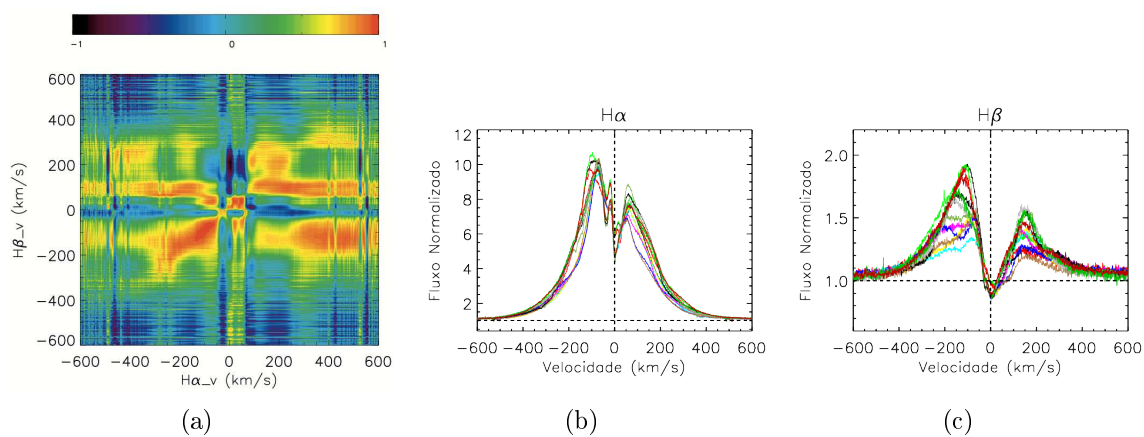 −1 0 1
600
400
200
0
−200
−400
−600
Hβ_v (km/s)
−600 −400 −200 0 200 400 600
Hα_v (km/s)
(a)
Hα
12
10
8
6
4
2
Fluxo Normalizado
−600 −400 −200 0 200 400 600
Velocidade (km/s)
(b)
Hβ
2.0
1.5
1.0
Fluxo Normalizado
−600 −400 −200 0 200 400 600
Velocidade (km/s)
(c)